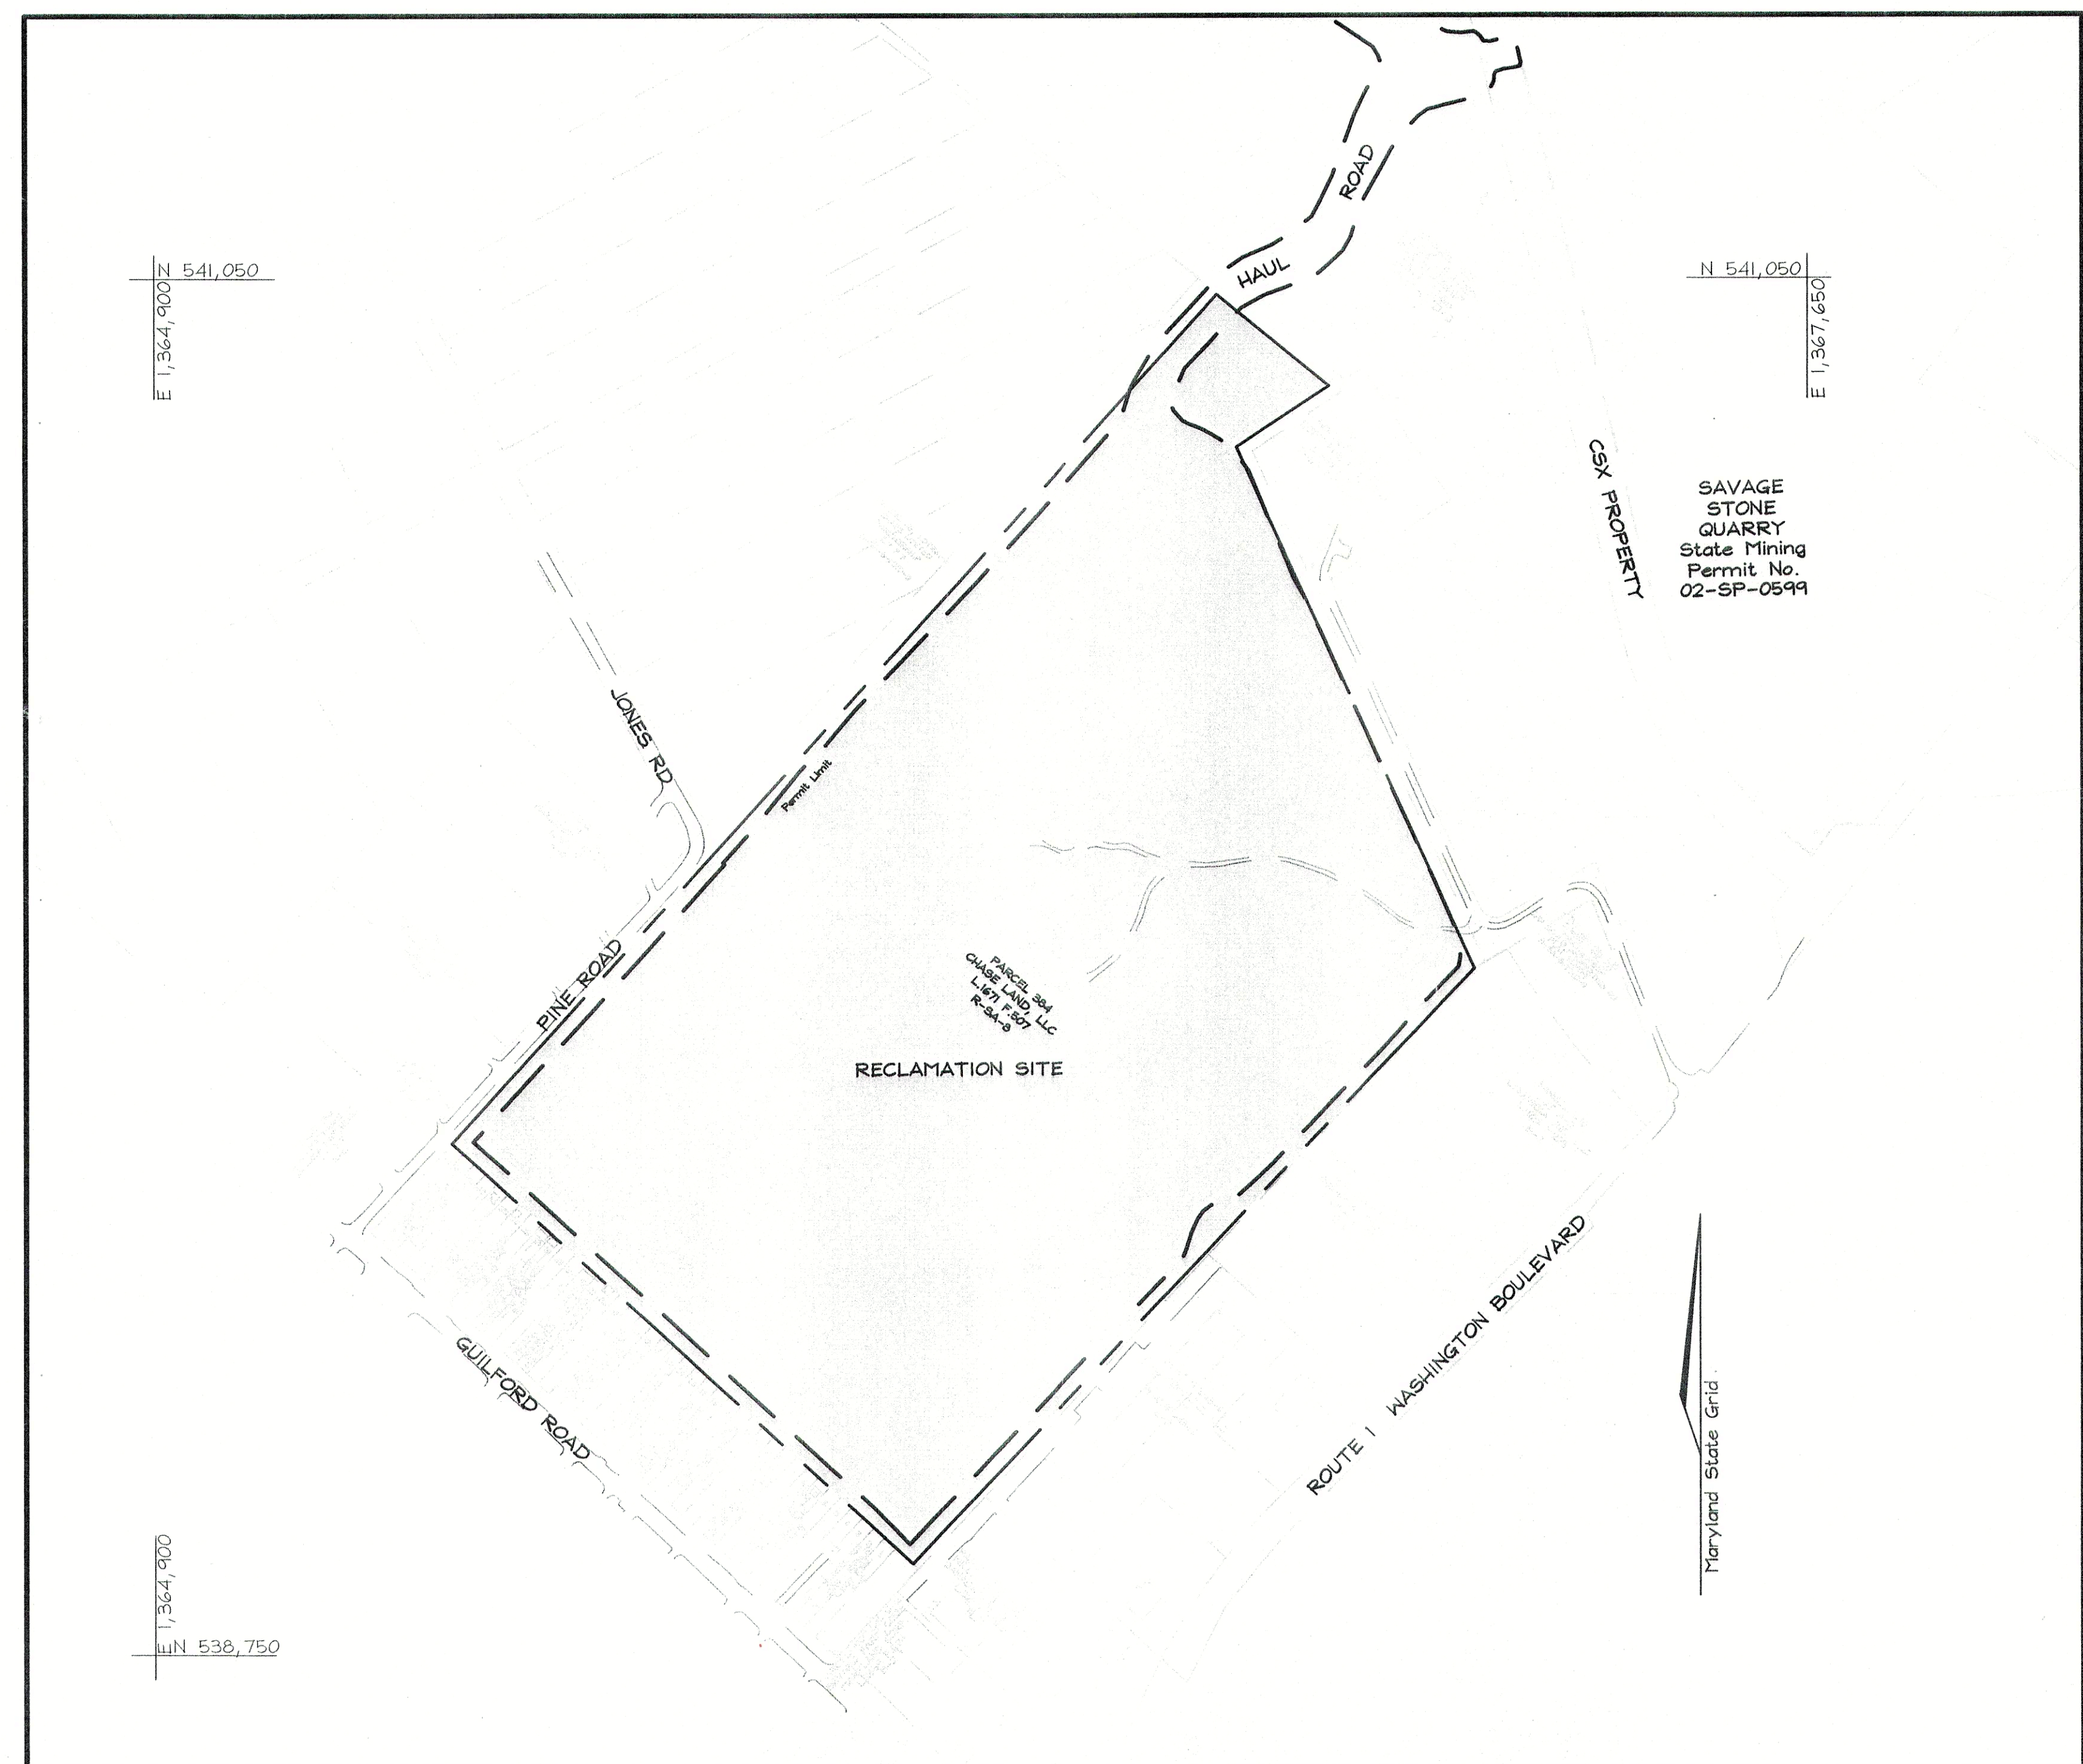 ROAD
HAUL
N 541,050
E 1,364,900
N 541,050
E 1,367,650
CSX PROPERTY
SAVAGE
STONE
QUARRY
State Mining
Permit No.
02-SP-0599
JONES RD
Permit Limit
PINE ROAD
PARCEL 384
CHASE LAND, LLC
L.1671 F.507
R-SA-8
RECLAMATION SITE
GUILFORD ROAD
ROUTE 1 WASHINGTON BOULEVARD
Maryland State Grid
E 1,364,900
N 538,750